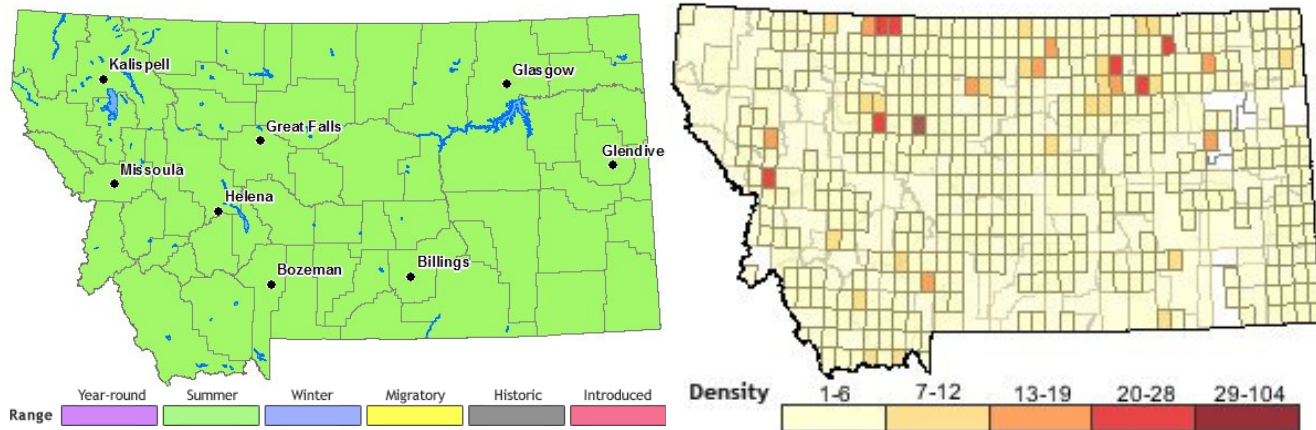 Kalispell
Glasgow
Great Falls
Glendive
Missoula
Helena
Bozeman
Billings
Range Year-round Summer Winter Migratory Historic Introduced
Density 1-6 7-12 13-19 20-28 29-104